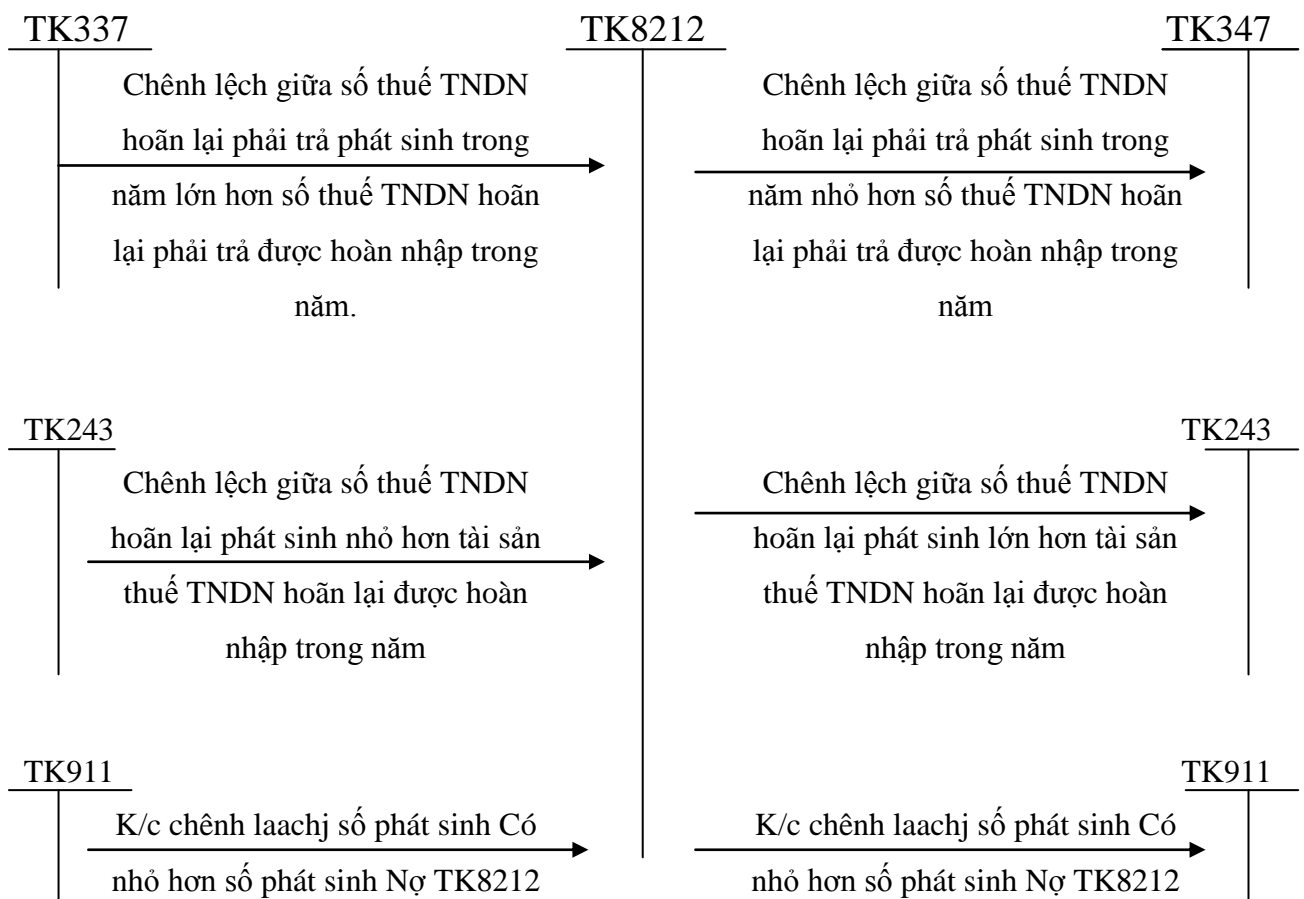 TK337
TK8212
TK347
Chênh lệch giữa số thuế TNDN
hoãn lại phải trả phát sinh trong
năm lớn hơn số thuế TNDN hoãn
lại phải trả được hoàn nhập trong
năm.
Chênh lệch giữa số thuế TNDN
hoãn lại phải trả phát sinh trong
năm nhỏ hơn số thuế TNDN hoãn
lại phải trả được hoàn nhập trong
năm
TK243
TK243
Chênh lệch giữa số thuế TNDN
hoãn lại phát sinh nhỏ hơn tài sản
thuế TNDN hoãn lại được hoàn
nhập trong năm
Chênh lệch giữa số thuế TNDN
hoãn lại phát sinh lớn hơn tài sản
thuế TNDN hoãn lại được hoàn
nhập trong năm
TK911
TK911
K/c chênh laachj số phát sinh Có
nhỏ hơn số phát sinh Nợ TK8212
K/c chênh laachj số phát sinh Có
nhỏ hơn số phát sinh Nợ TK8212